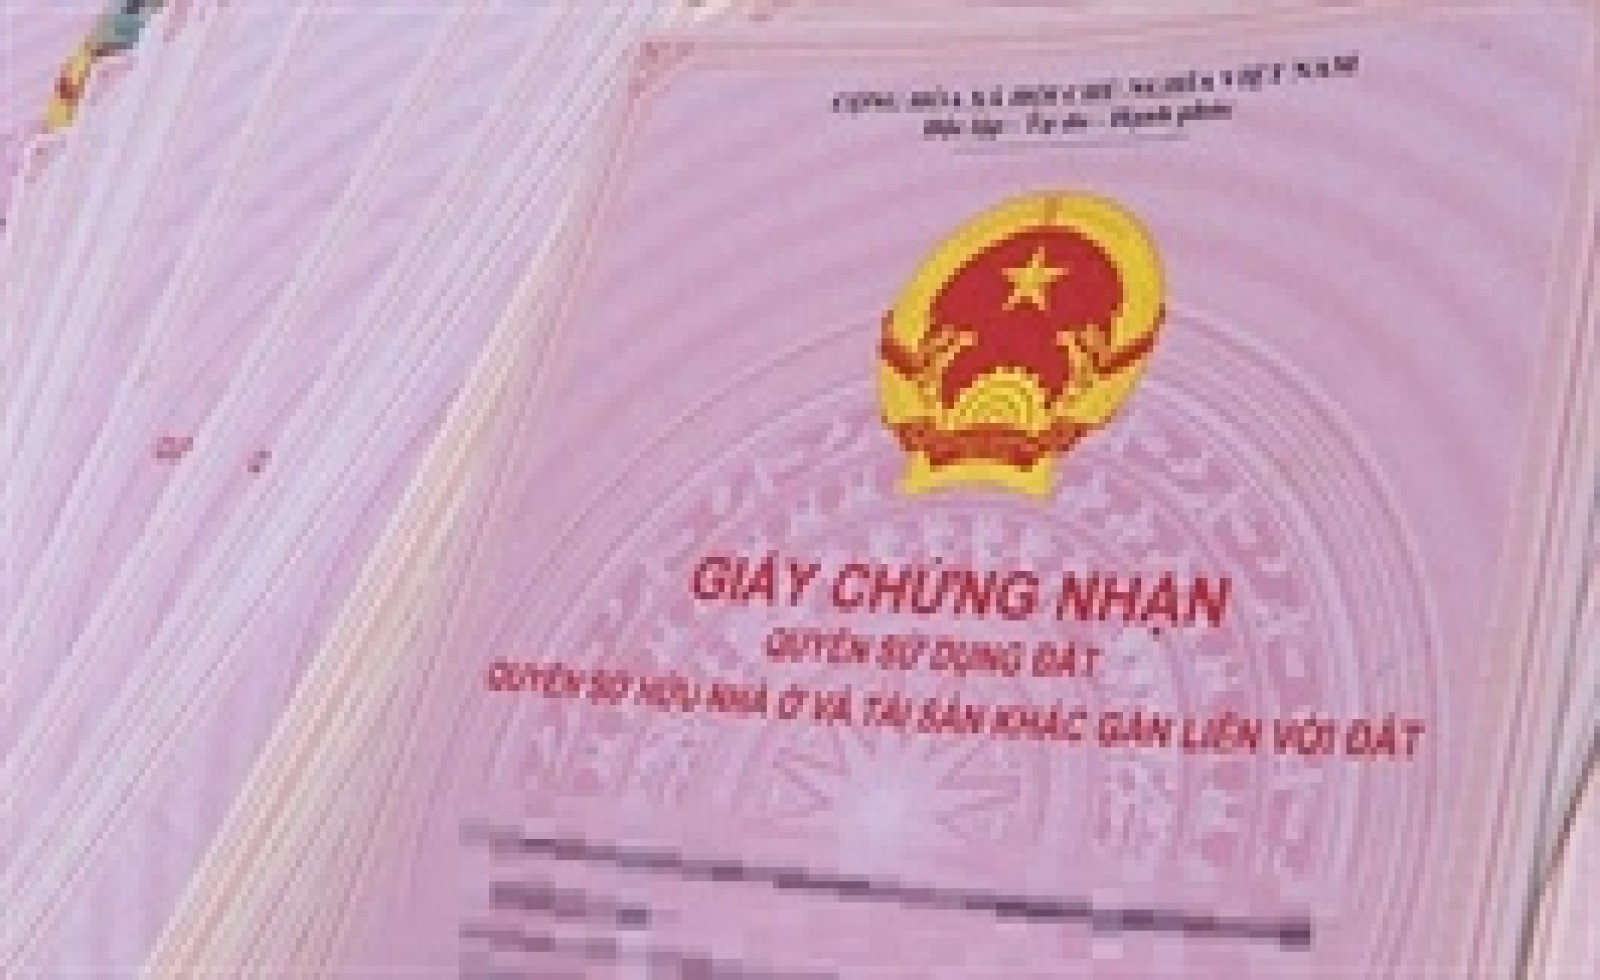 CỘNG HÒA XÃ HỘI CHỦ NGHĨA VIỆT NAM
Độc lập - Tự do - Hạnh phúc
GIẤY CHỨNG NHẬN
QUYỀN SỬ DỤNG ĐẤT
QUYỀN SỞ HỮU NHÀ Ở VÀ TÀI SẢN KHÁC GẮN LIỀN VỚI ĐẤT